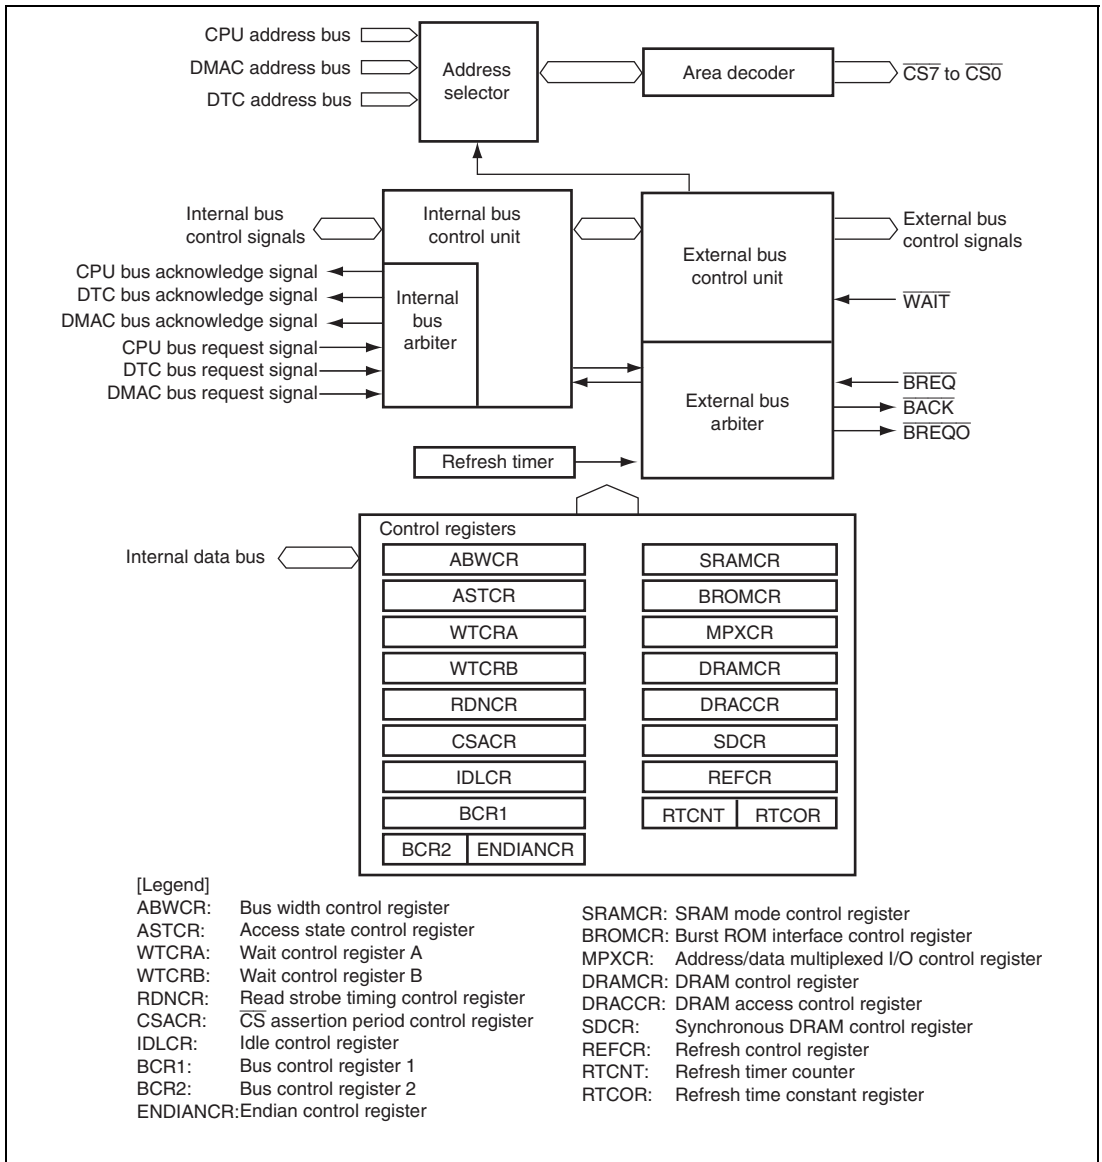 CPU address bus
DMAC address bus
DTC address bus
Address
selector
Area decoder
CS7 to CS0
Internal bus
control signals
Internal bus
control unit
External bus
control unit
External bus
control signals
CPU bus acknowledge signal
DTC bus acknowledge signal
DMAC bus acknowledge signal
CPU bus request signal
DTC bus request signal
DMAC bus request signal
Internal
bus
arbiter
WAIT
BREQ
BACK
BREQO
External bus
arbiter
Refresh timer
Internal data bus
Control registers
ABWCR
ASTCR
WTCRA
WTCRB
RDNCR
CSACR
IDLCR
BCR1
BCR2 ENDIANCR
SRAMCR
BROMCR
MPXCR
DRAMCR
DRACCR
SDCR
REFCR
RTCNT RTCOR
[Legend]
ABWCR: Bus width control register
ASTCR: Access state control register
WTCRA: Wait control register A
WTCRB: Wait control register B
RDNCR: Read strobe timing control register
CSACR: CS assertion period control register
IDLCR: Idle control register
BCR1: Bus control register 1
BCR2: Bus control register 2
ENDIANCR:Endian control register
SRAMCR: SRAM mode control register
BROMCR: Burst ROM interface control register
MPXCR: Address/data multiplexed I/O control register
DRAMCR: DRAM control register
DRACCR: DRAM access control register
SDCR: Synchronous DRAM control register
REFCR: Refresh control register
RTCNT: Refresh timer counter
RTCOR: Refresh time constant register